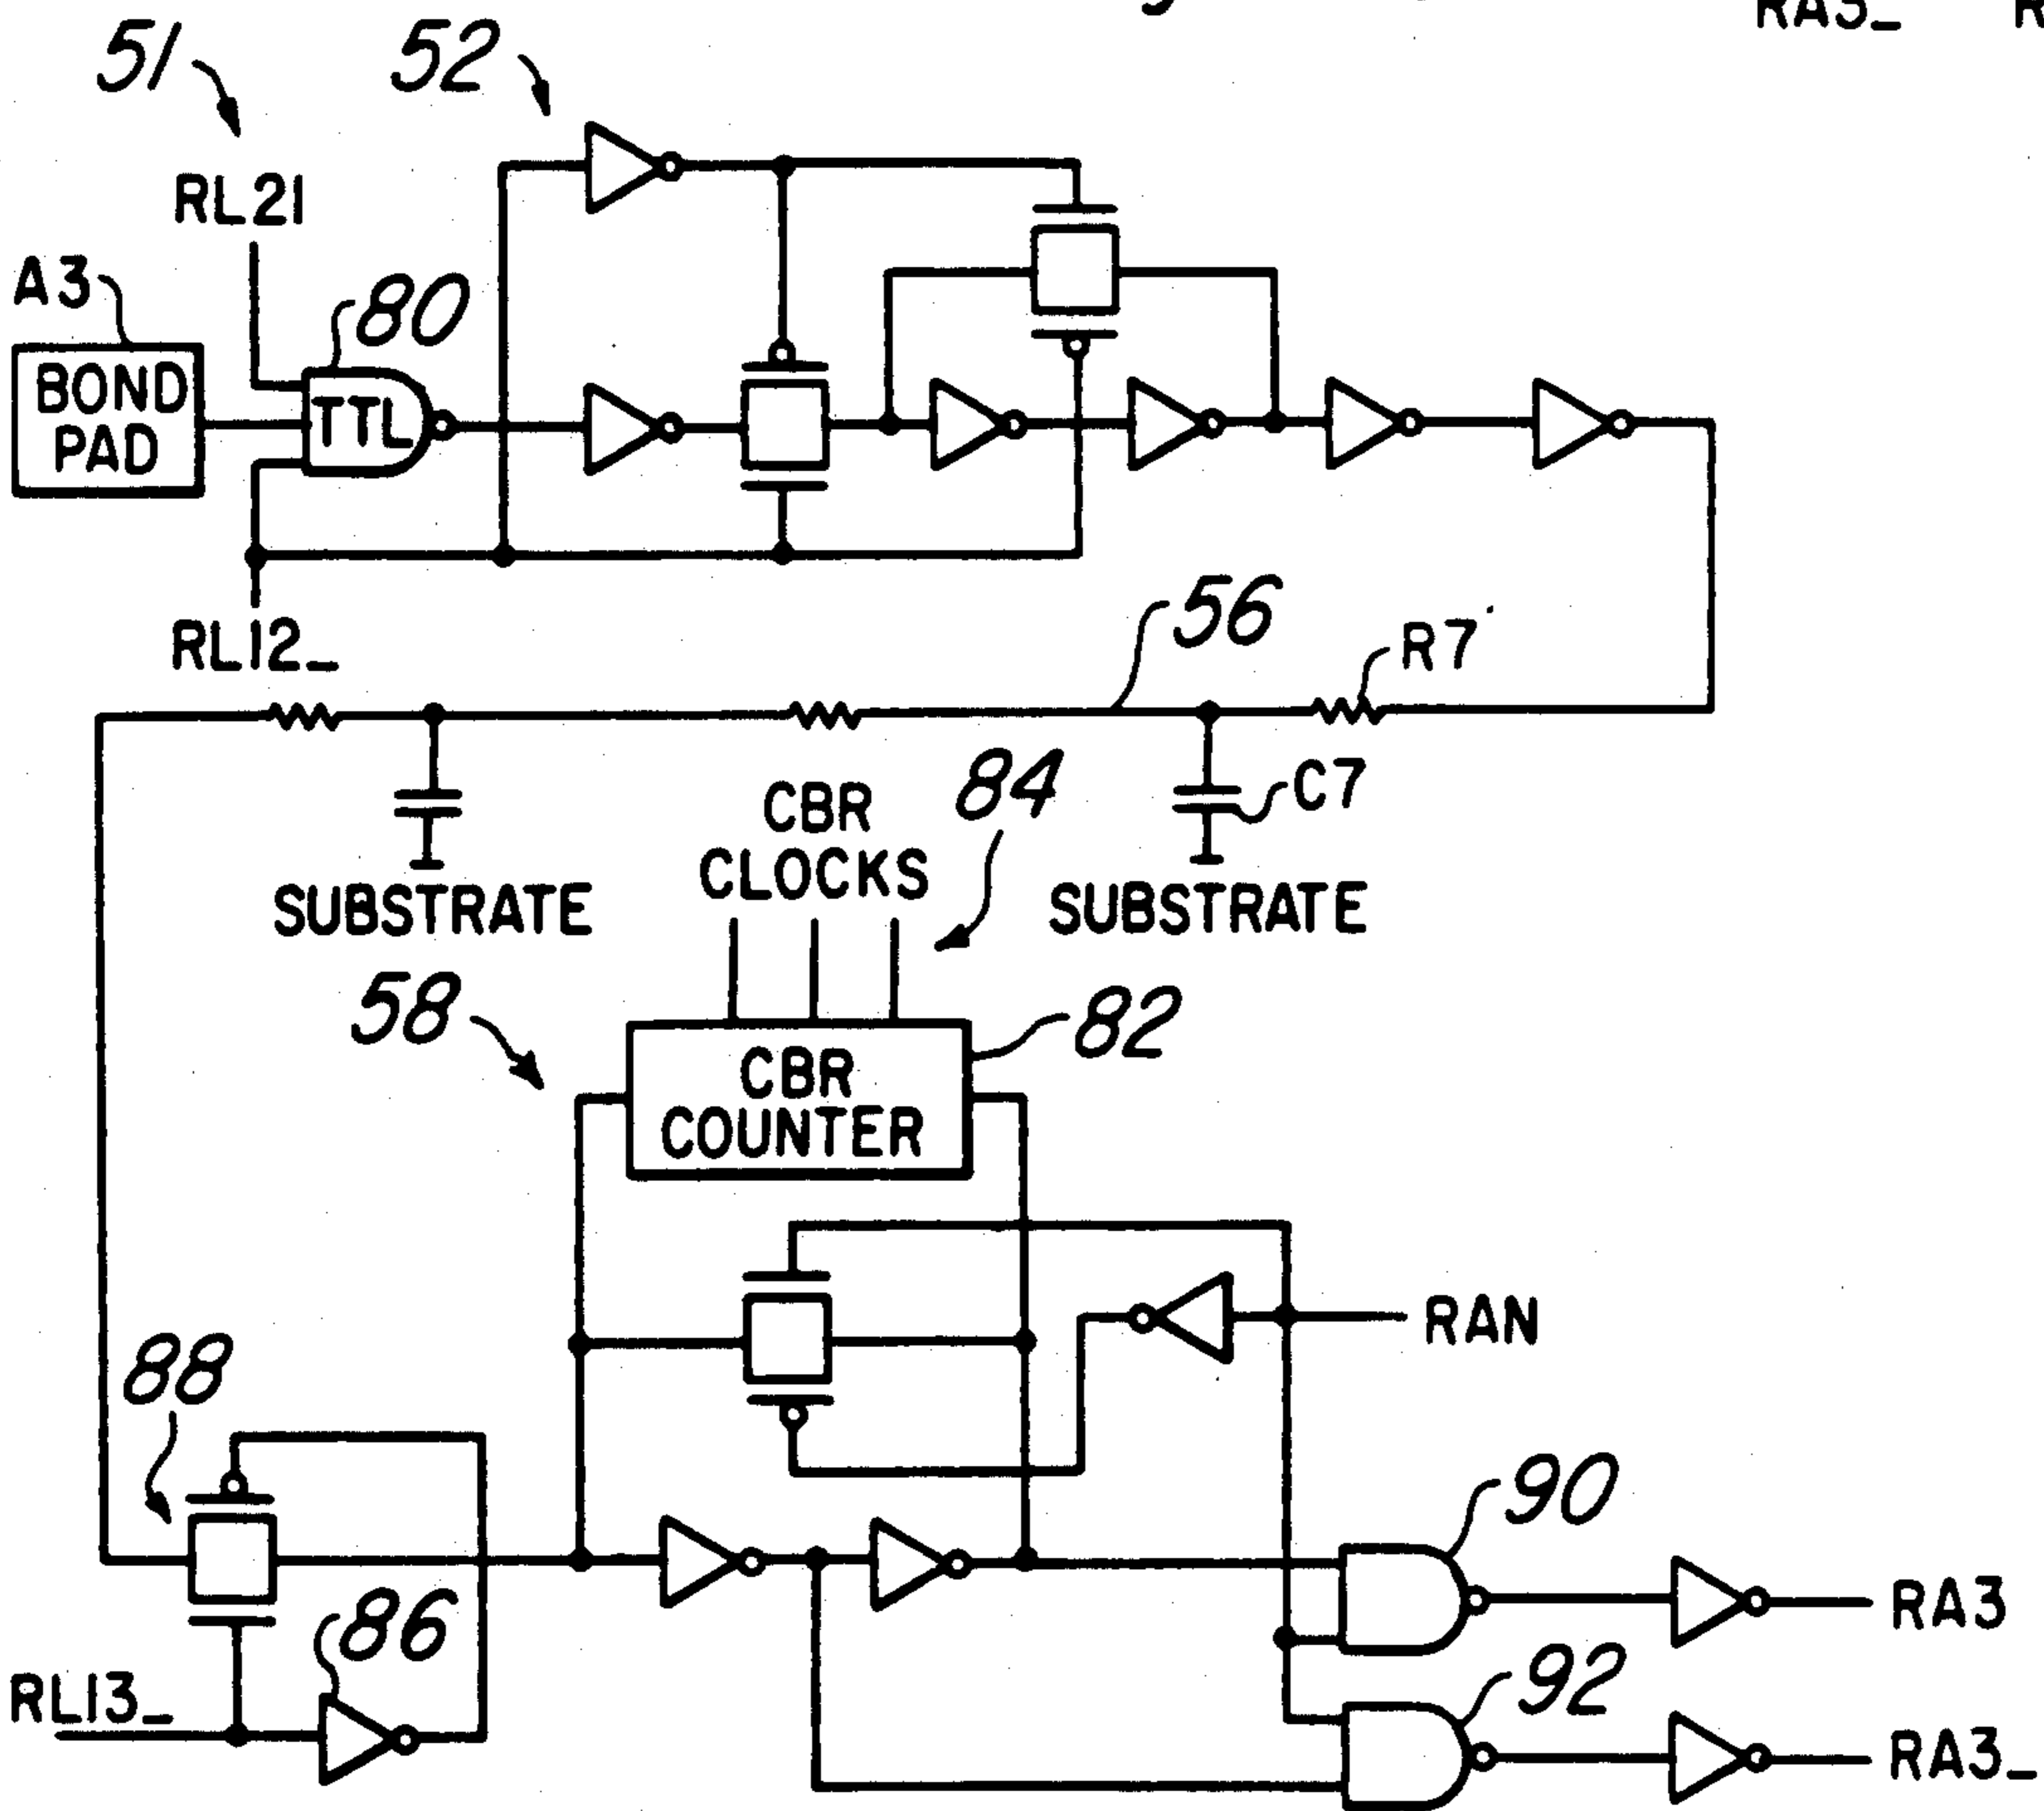 RA3_
51
52
RL21
A3
80
BOND
PAD
TTL
RL12_
56
R7
C7
84
CBR
CLOCKS
SUBSTRATE
SUBSTRATE
58
82
CBR
COUNTER
RAN
88
90
86
RA3
92
RL13_
RA3_